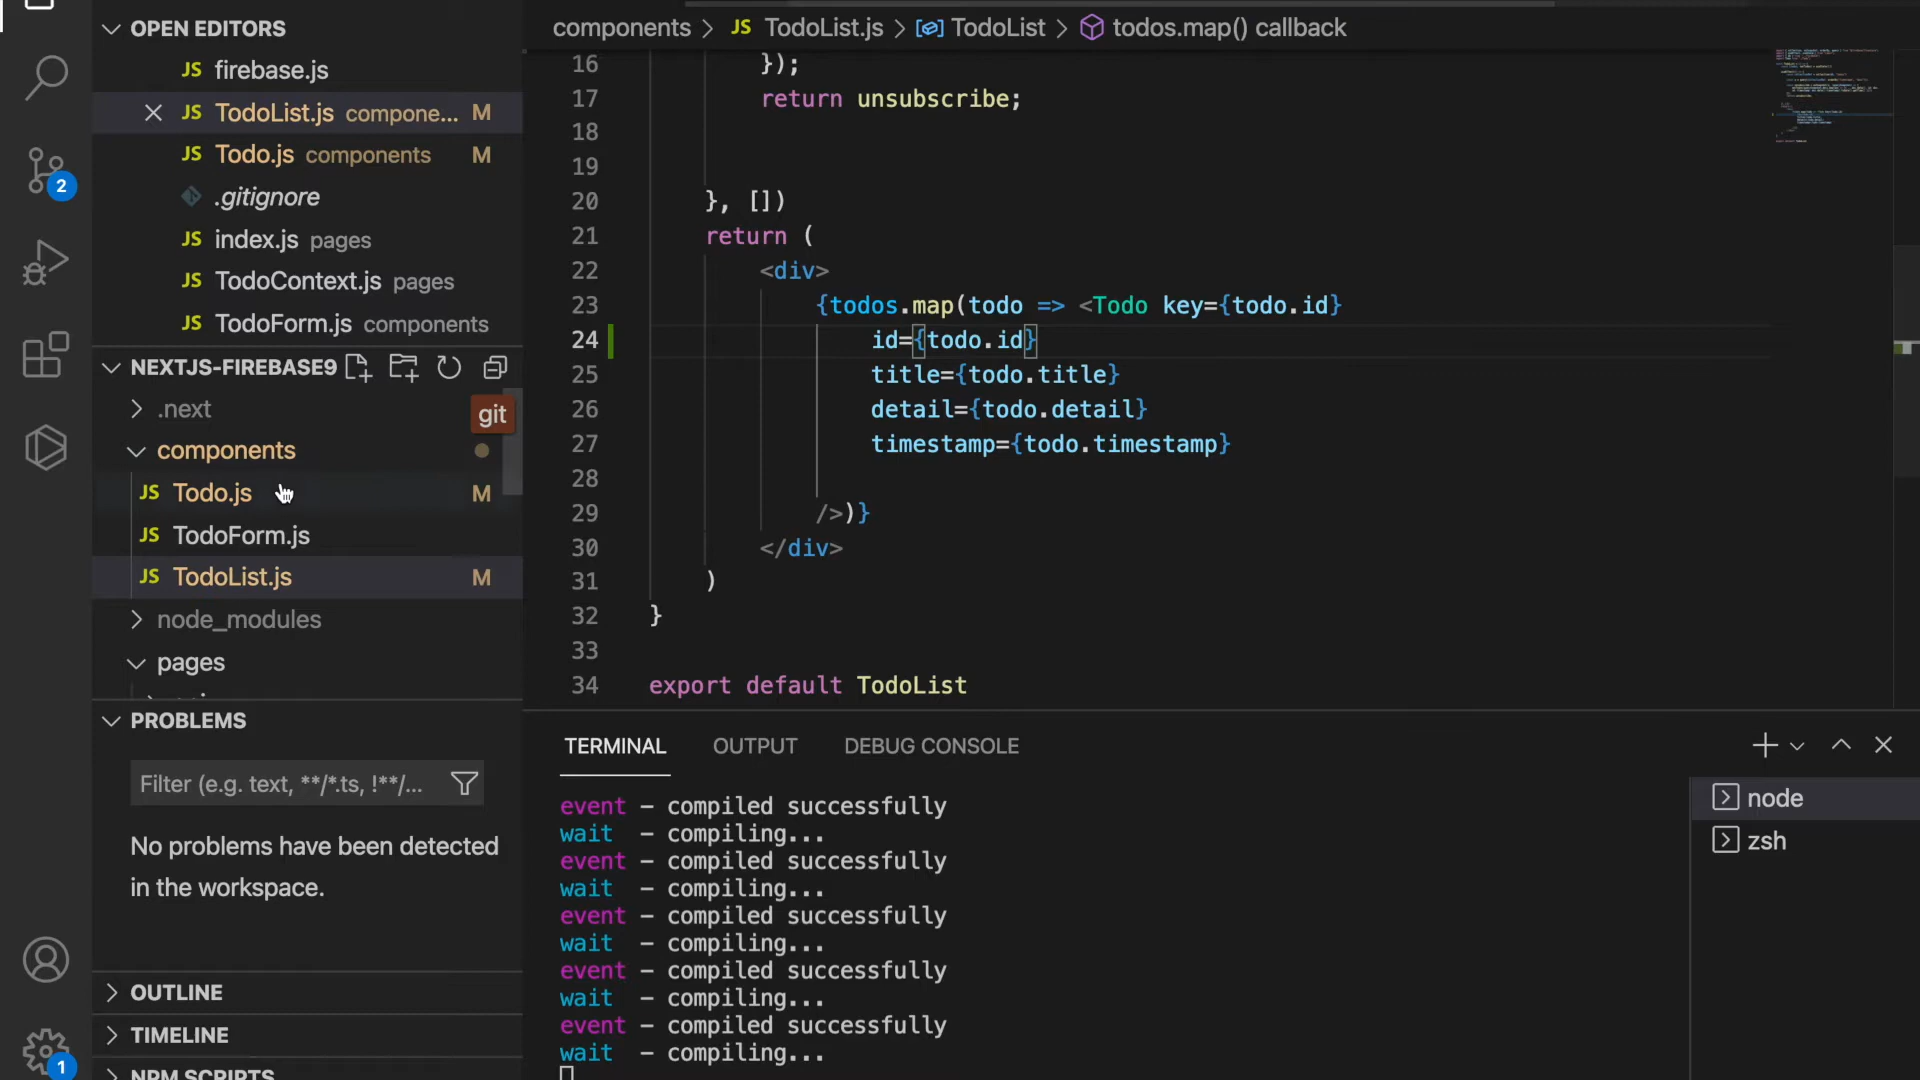 OPEN EDITORS
JS firebase.js
JS TodoList.js compone... M
JS Todo.js components M
.gitignore
JS index.js pages
JS TodoContext.js pages
JS TodoForm.js components
NEXTJS-FIREBASE9
.next
git
components
JS Todo.js M
JS TodoForm.js
JS TodoList.js M
node_modules
pages
PROBLEMS
Filter (e.g. text, **/*.ts, !**/...
No problems have been detected
in the workspace.
OUTLINE
TIMELINE
NPM SCRIPTS
2
1
components > JS TodoList.js > TodoList > todos.map() callback
16 });
17 return unsubscribe;
18
19
20 }, [])
21 return (
22 <div>
23 {todos.map(todo => <Todo key={todo.id}
24 id={todo.id}
25 title={todo.title}
26 detail={todo.detail}
27 timestamp={todo.timestamp}
28
29 />)}
30 </div>
31 )
32 }
33
34 export default TodoList
TERMINAL OUTPUT DEBUG CONSOLE
event - compiled successfully
wait - compiling...
event - compiled successfully
wait - compiling...
event - compiled successfully
wait - compiling...
event - compiled successfully
wait - compiling...
event - compiled successfully
wait - compiling...
node
zsh